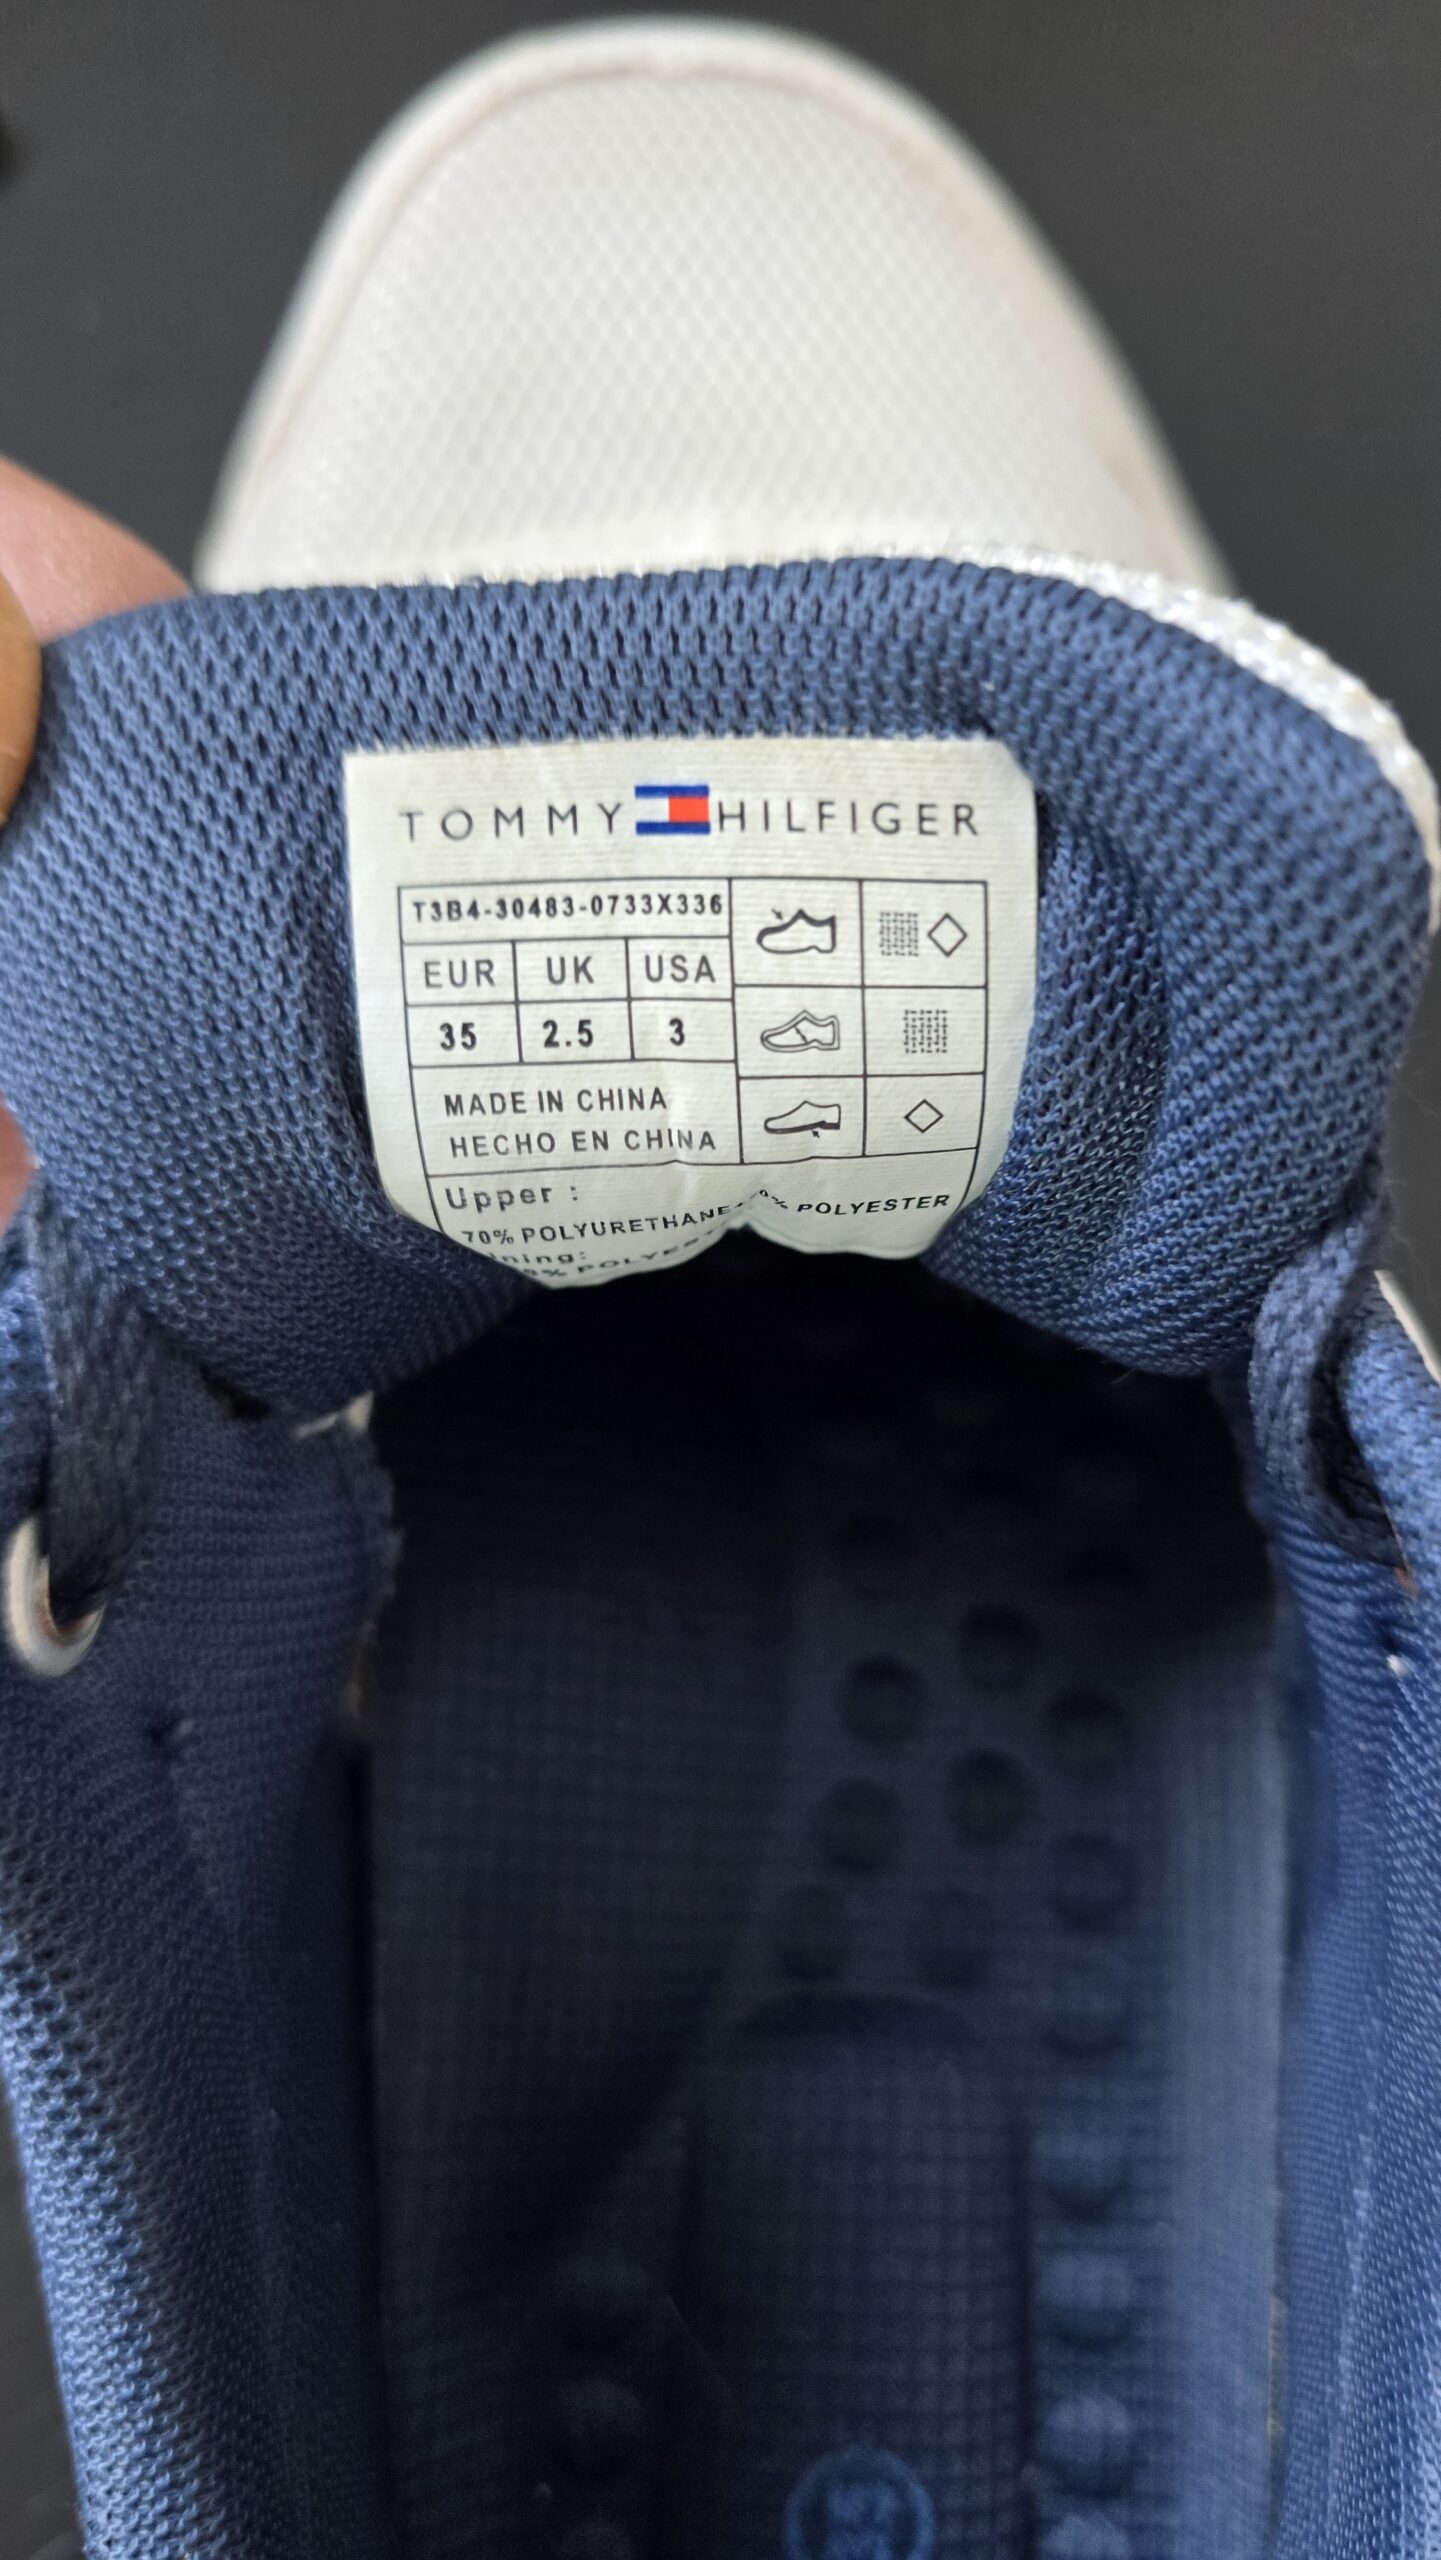 TOMMY HILFIGER
T3B4-30483-0733X336
EUR UK USA
35 2.5 3
MADE IN CHINA
HECHO EN CHINA
Upper :
70% POLYURETHANE+ % POLYESTER